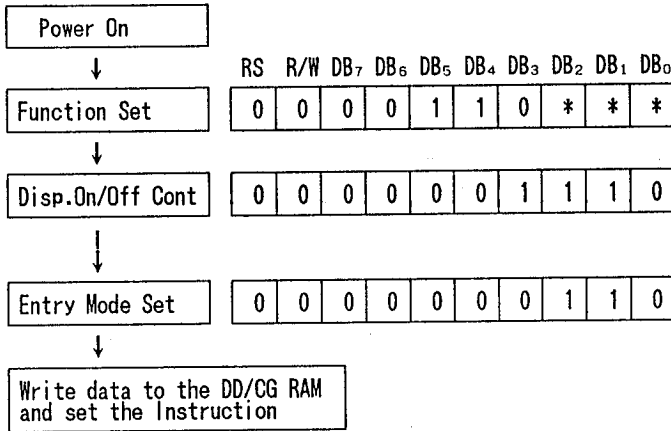 Power On
RS R/W DB₇ DB₆ DB₅ DB₄ DB₃ DB₂ DB₁ DB₀
Function Set 0 0 0 0 1 1 0 * * *
Disp.On/Off Cont 0 0 0 0 0 0 1 1 1 0
Entry Mode Set 0 0 0 0 0 0 0 1 1 0
Write data to the DD/CG RAM
and set the Instruction